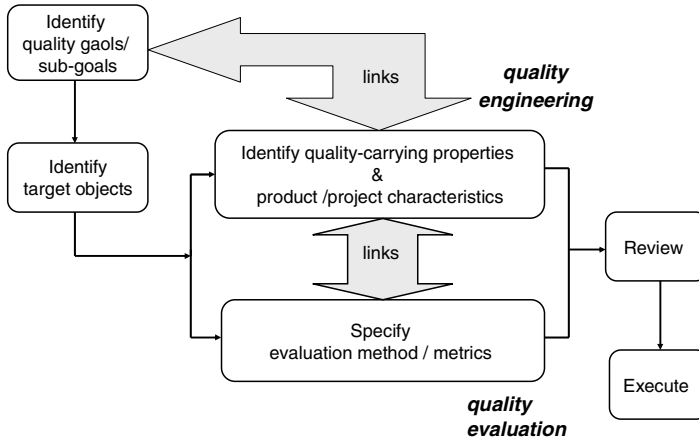 Identify
quality gaols/
sub-goals
links
quality
engineering
Identify
target objects
Identify quality-carrying properties
&
product /project characteristics
links
Review
Specify
evaluation method / metrics
Execute
quality
evaluation